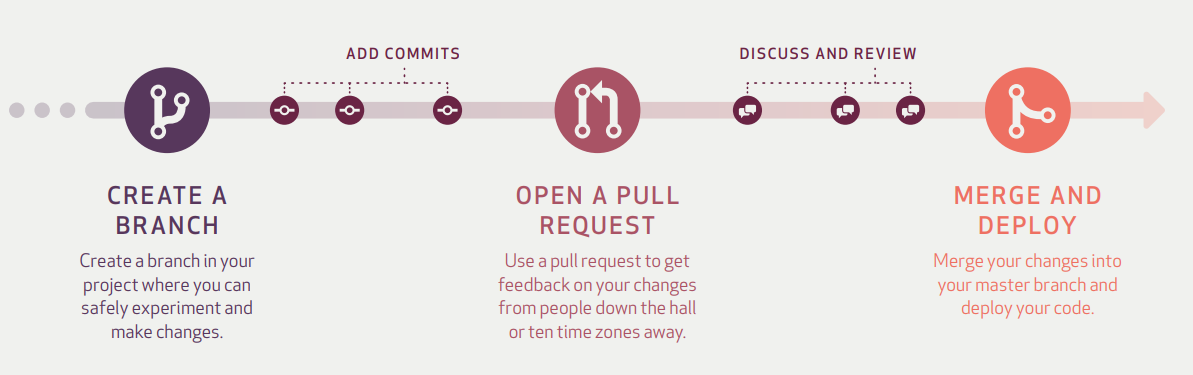 ADD COMMITS
DISCUSS AND REVIEW
CREATE A
BRANCH
Create a branch in your
project where you can
safely experiment and
make changes.
OPEN A PULL
REQUEST
Use a pull request to get
feedback on your changes
from people down the hall
or ten time zones away.
MERGE AND
DEPLOY
Merge your changes into
your master branch and
deploy your code.